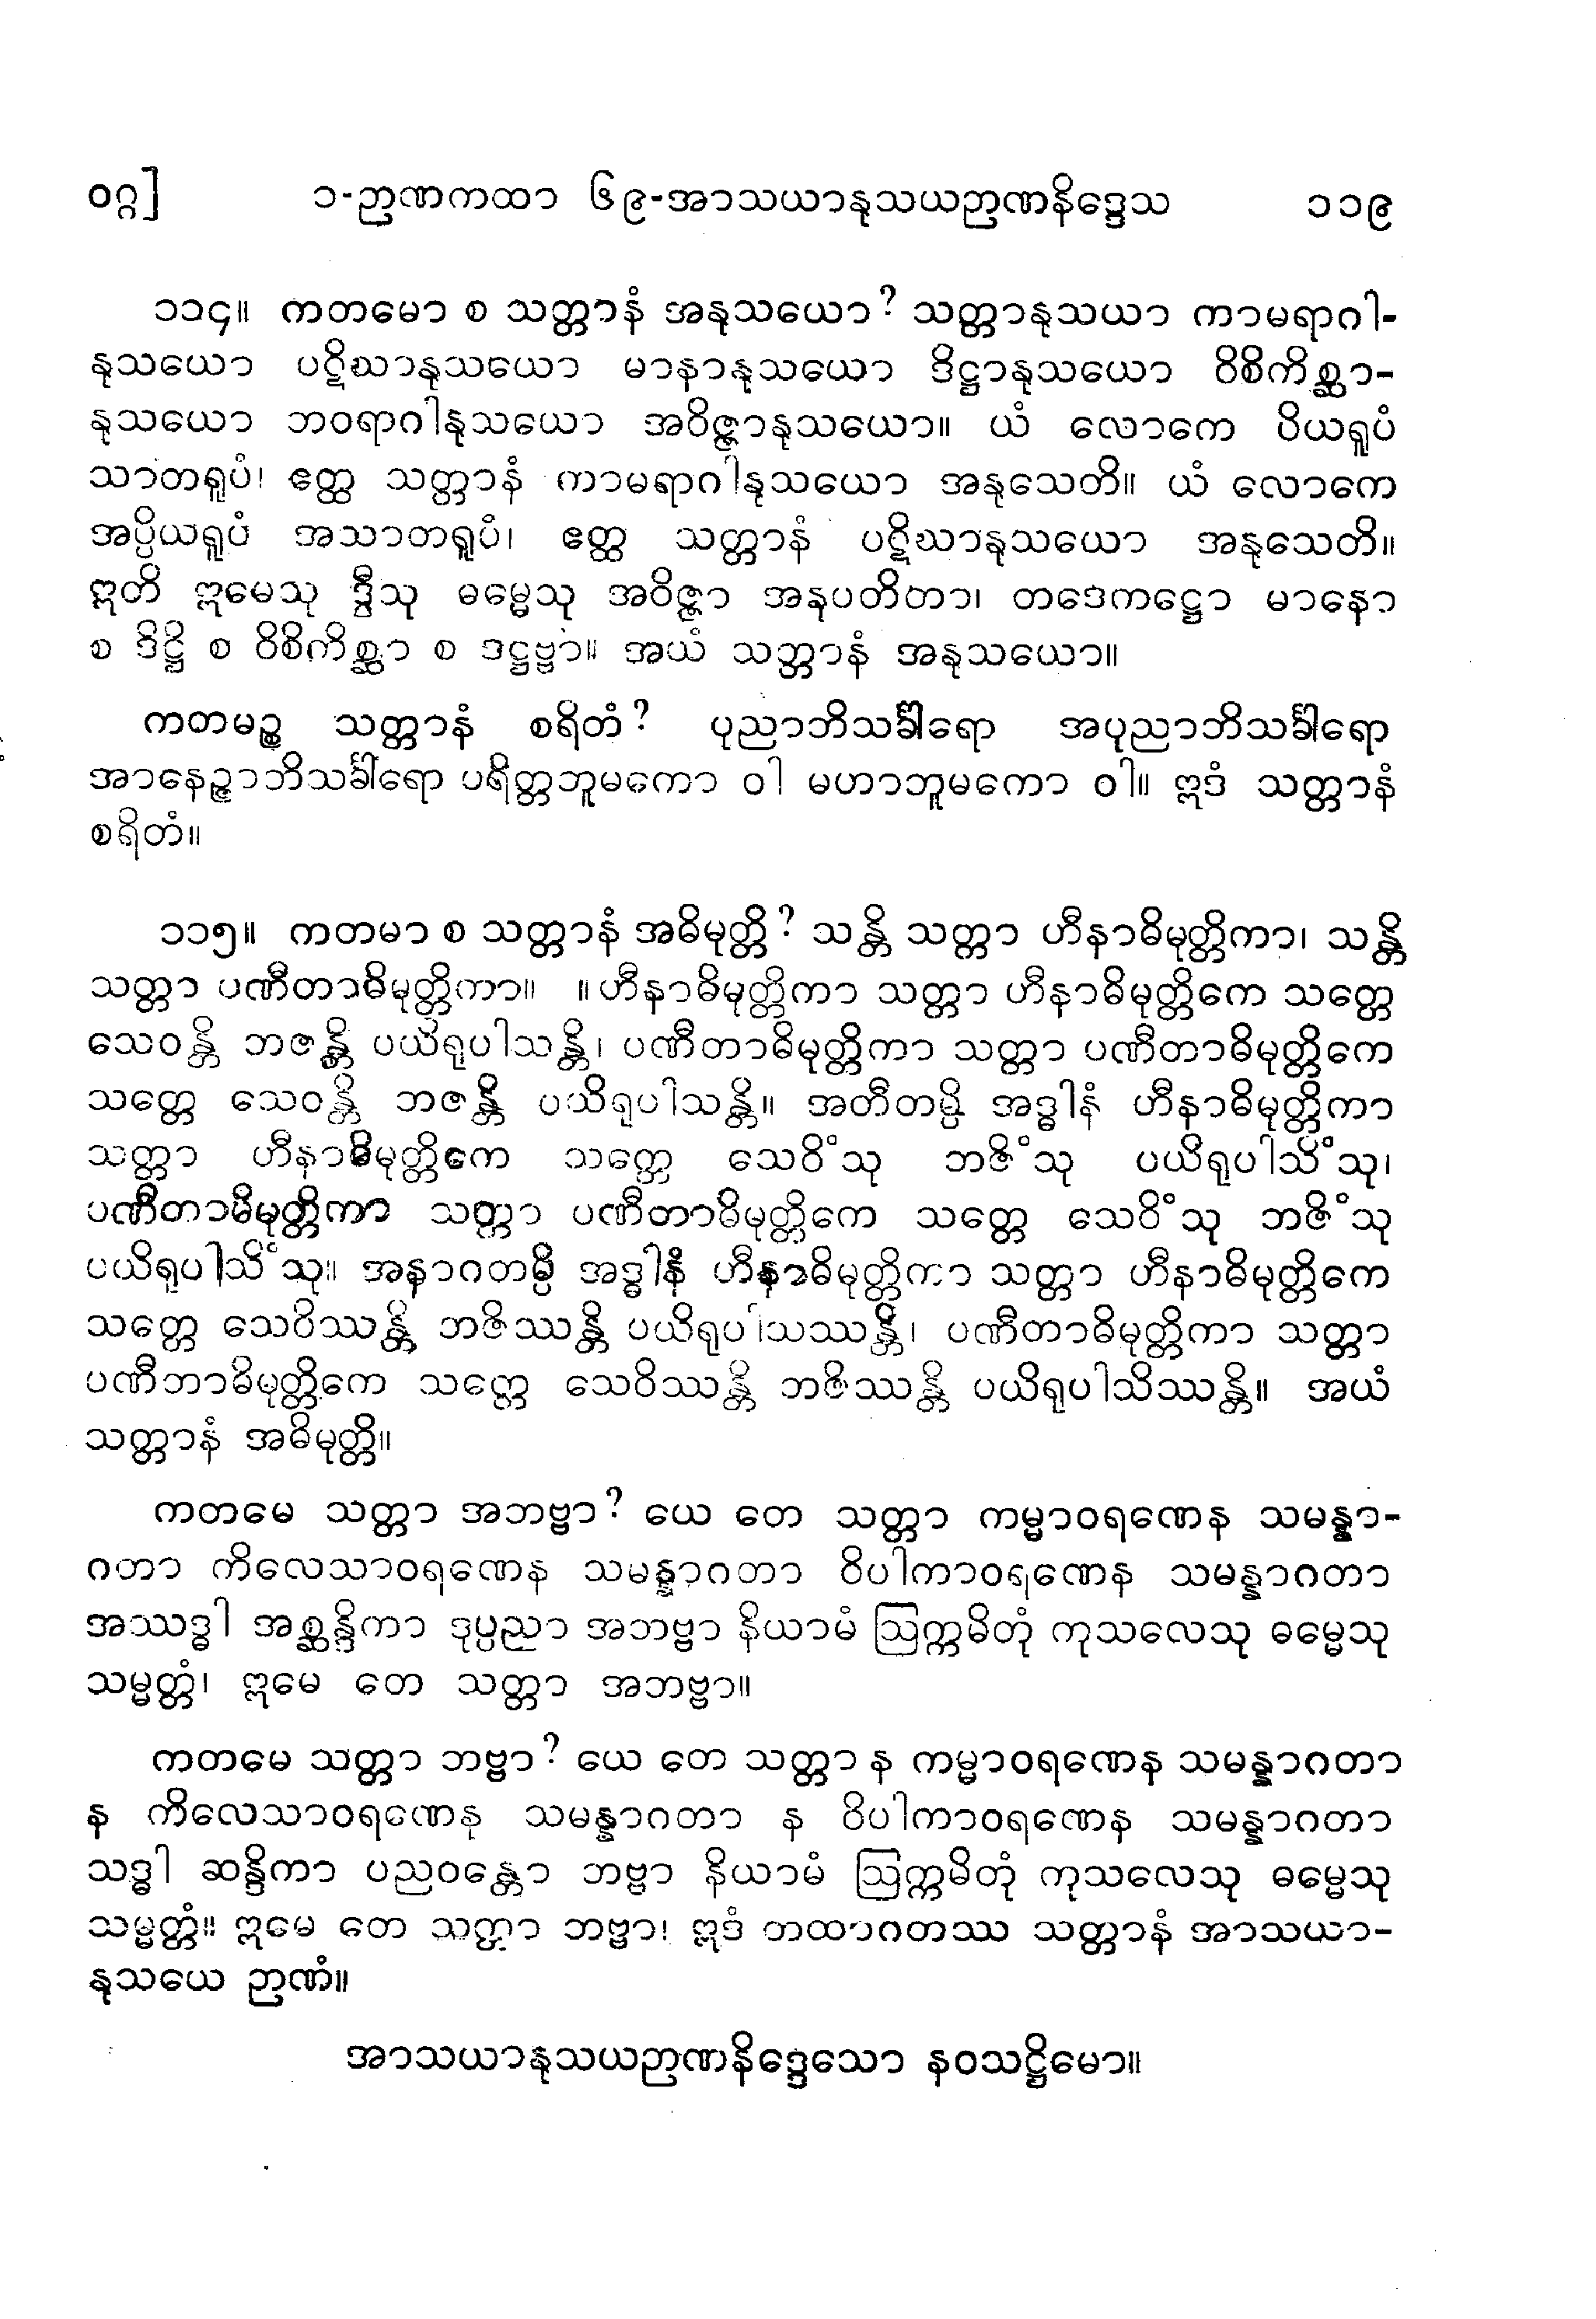 ဝဂ္ဂ] ၁-ဉာဏကထာ ၆၉-အာသယာနုသယဉာဏနိဒ္ဒေသ ၁၁၉
၁၁၄။ ကတမော စ သတ္တာနံ အနုသယော? သတ္တာနုသယာ ကာမရာဂါ-
နုသယော ပဋိဃာနုသယော မာနာနုသယော ဒိဋ္ဌာနုသယော ဝိစိကိစ္ဆာ-
နုသယော ဘဝရာဂါနုသယော အဝိဇ္ဇာနုသယော။ ယံ လောကေ ပိယရူပံ
သာတရူပံ၊ ဧတ္ထ သတ္တာနံ ကာမရာဂါနုသယော အနုသေတိ။ ယံ လောကေ
အပ္ပိယရူပံ အသာတရူပံ၊ ဧတ္ထ သတ္တာနံ ပဋိဃာနုသယော အနုသေတိ။
ဣတိ ဣမေသု ဒွီသု ဓမ္မေသု အဝိဇ္ဇာ အနုပတိတာ၊ တဒေကဋ္ဌော မာနော
စ ဒိဋ္ဌိ စ ဝိစိကိစ္ဆာ စ ဒဋ္ဌဗ္ဗာ။ အယံ သတ္တာနံ အနုသယော။
ကတမဉ္စ သတ္တာနံ စရိတံ? ပုညာဘိသင်္ခါရော အပုညာဘိသင်္ခါရော
အာနေဉ္ဇာဘိသင်္ခါရော ပရိတ္တဘူမကော ဝါ မဟာဘူမကော ဝါ။ ဣဒံ သတ္တာနံ
စရိတံ။
၁၁၅။ ကတမာ စ သတ္တာနံ အဓိမုတ္တိ? သန္တိ သတ္တာ ဟီနာဓိမုတ္တိကာ၊ သန္တိ
သတ္တာ ပဏီတာဓိမုတ္တိကာ။ ။ ဟီနာဓိမုတ္တိကာ သတ္တာ ဟီနာဓိမုတ္တိကေ သတ္တေ
သေဝန္တိ ဘဇန္တိ ပယိရုပါသန္တိ၊ ပဏီတာဓိမုတ္တိကာ သတ္တာ ပဏီတာဓိမုတ္တိကေ
သတ္တေ သေဝန္တိ ဘဇန္တိ ပယိရုပါသန္တိ။ အတီတမ္ပိ အဒ္ဓါနံ ဟီနာဓိမုတ္တိကာ
သတ္တာ ဟီနာဓိမုတ္တိကေ သတ္တေ သေဝိံသု ဘဇိံသု ပယိရုပါသိံသု၊
ပဏီတာဓိမုတ္တိကာ သတ္တာ ပဏီတာဓိမုတ္တိကေ သတ္တေ သေဝိံသု ဘဇိံသု
ပယိရုပါသိံသု။ အနာဂတမ္ပိ အဒ္ဓါနံ ဟီနာဓိမုတ္တိကာ သတ္တာ ဟီနာဓိမုတ္တိကေ
သတ္တေ သေဝိဿန္တိ ဘဇိဿန္တိ ပယိရုပါသဿန္တိ၊ ပဏီတာဓိမုတ္တိကာ သတ္တာ
ပဏီတာဓိမုတ္တိကေ သတ္တေ သေဝိဿန္တိ ဘဇိဿန္တိ ပယိရုပါသိဿန္တိ။ အယံ
သတ္တာနံ အဓိမုတ္တိ။
ကတမေ သတ္တာ အဘဗ္ဗာ? ယေ တေ သတ္တာ ကမ္မာဝရဏေန သမန္နာ-
ဂတာ ကိလေသာဝရဏေန သမန္နာဂတာ ဝိပါကာဝရဏေန သမန္နာဂတာ
အဿဒ္ဓါ အစ္ဆန္ဒိကာ ဒုပ္ပညာ အဘဗ္ဗာ နိယာမံ ဩက္ကမိတုံ ကုသလေသု ဓမ္မေသု
သမ္မတ္တံ၊ ဣမေ တေ သတ္တာ အဘဗ္ဗာ။
ကတမေ သတ္တာ ဘဗ္ဗာ? ယေ တေ သတ္တာ န ကမ္မာဝရဏေန သမန္နာဂတာ
န ကိလေသာဝရဏေန သမန္နာဂတာ န ဝိပါကာဝရဏေန သမန္နာဂတာ
သဒ္ဓါ ဆန္ဒိကာ ပညဝန္တော ဘဗ္ဗာ နိယာမံ ဩက္ကမိတုံ ကုသလေသု ဓမ္မေသု
သမ္မတ္တံ။ ဣမေ တေ သတ္တာ ဘဗ္ဗာ၊ ဣဒံ တထာဂတဿ သတ္တာနံ အာသယာ-
နုသယေ ဉာဏံ။
အာသယာနုသယဉာဏနိဒ္ဒေသော နဝသဋ္ဌိမော။